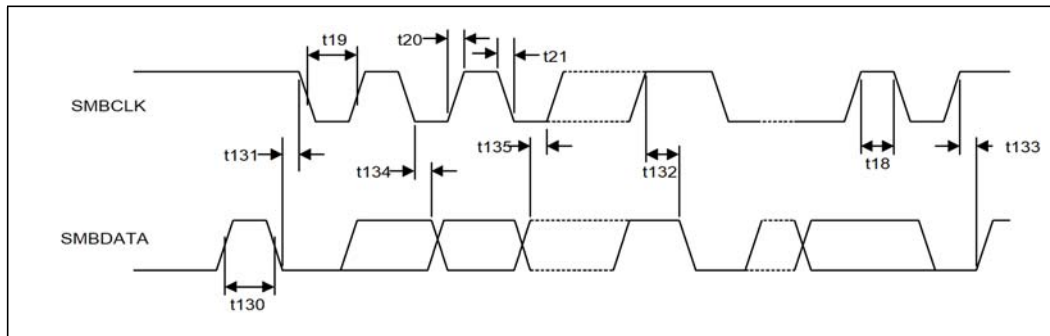 t19
t20
t21
SMBCLK
t131
t134
t135
t132
t18
t133
SMBDATA
t130